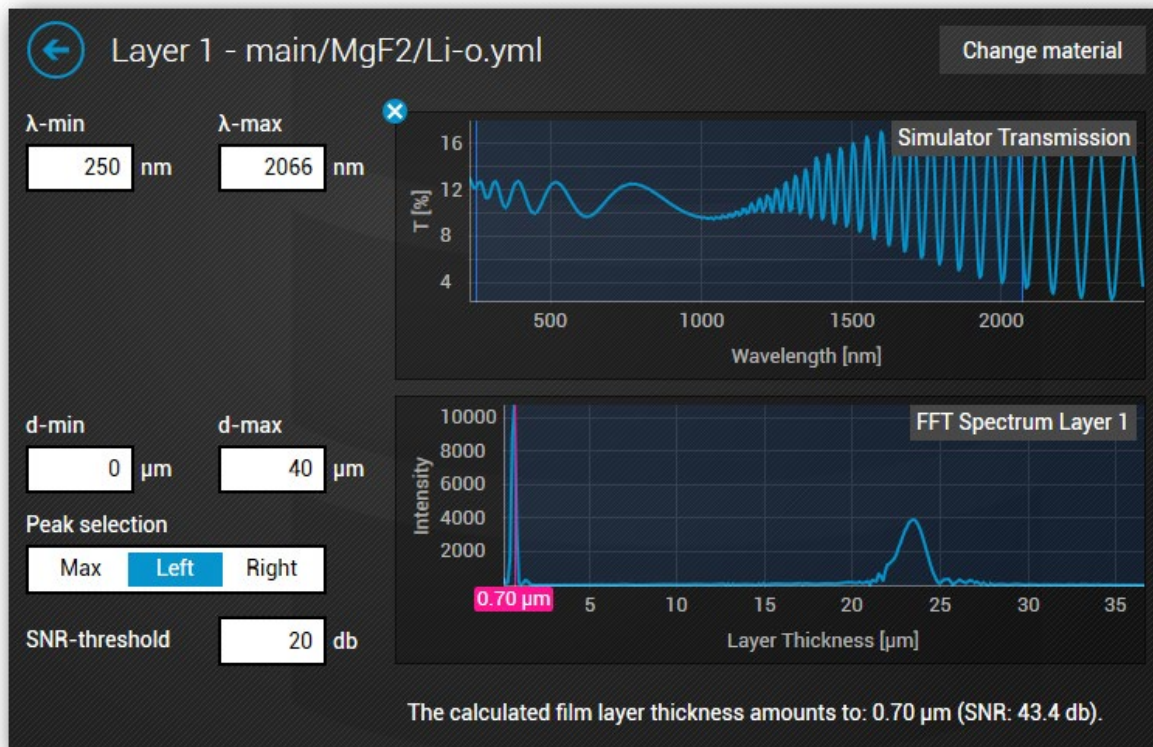 Layer 1 - main/MgF2/Li-o.yml
Change material
λ-min
λ-max
250 nm
2066 nm
Simulator Transmission
T [%]
16
12
8
4
500 1000 1500 2000
Wavelength [nm]
d-min
d-max
0 µm
40 µm
Peak selection
Max Left Right
SNR-threshold 20 db
FFT Spectrum Layer 1
Intensity
10000
8000
6000
4000
2000
0.70 µm
5 10 15 20 25 30 35
Layer Thickness [µm]
The calculated film layer thickness amounts to: 0.70 µm (SNR: 43.4 db).